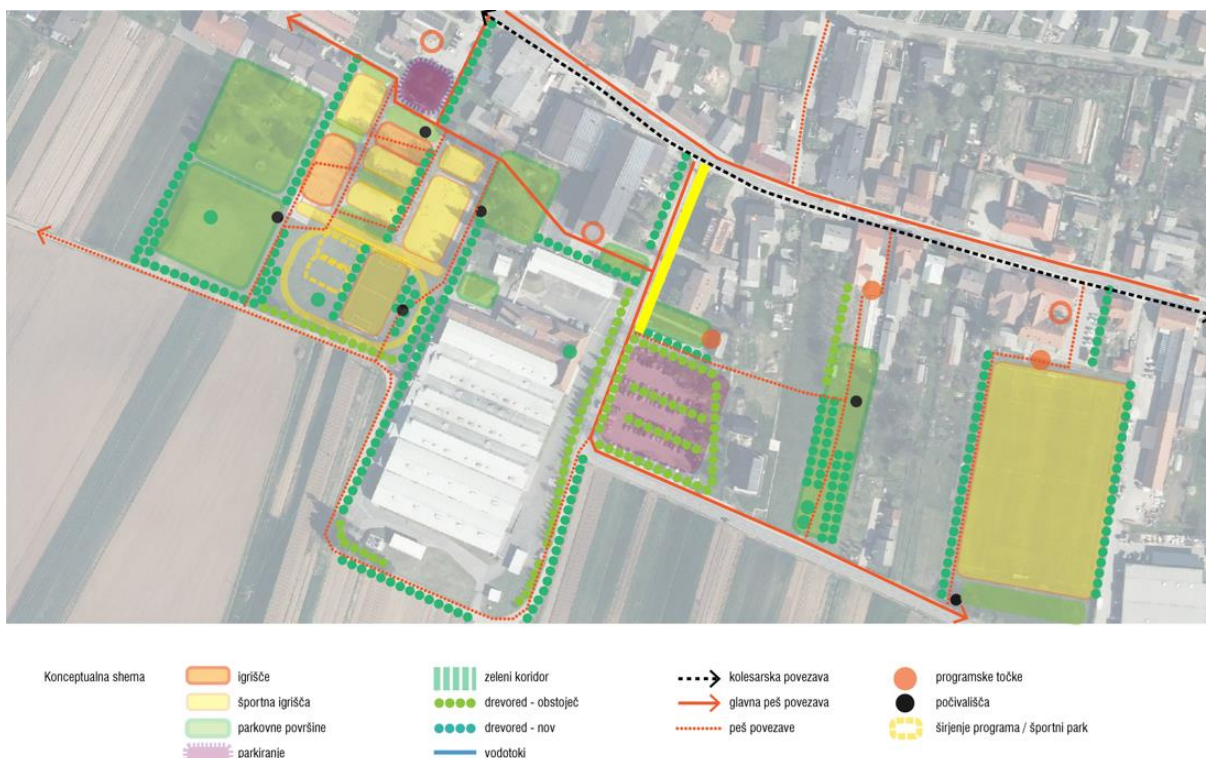 Konceptualna shema
igrišče
športna igrišča
parkovne površine
parkiranje
zeleni koridor
drevored - obstoječ
drevored - nov
vodotoki
kolesarska povezava
glavna peš povezava
peš povezave
programske točke
počivališča
širjenje programa / športni park